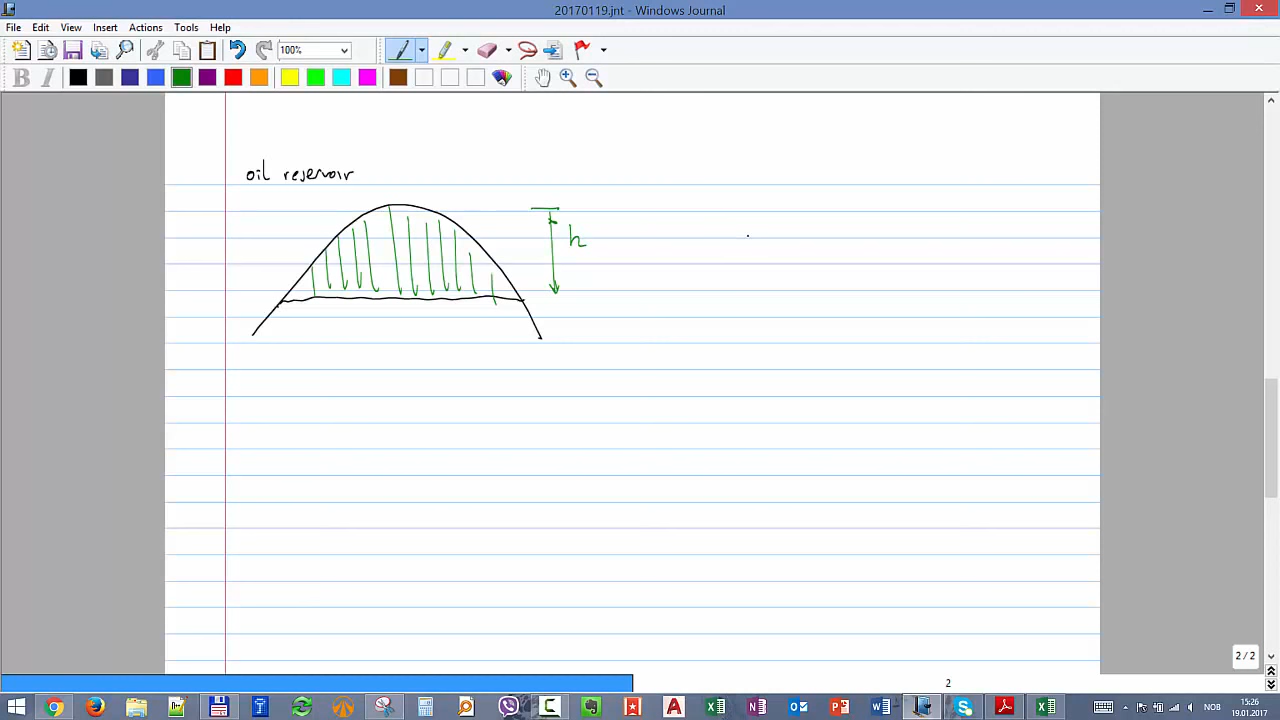 20170119.jnt - Windows Journal
File Edit View Insert Actions Tools Help
100%
B I
oil reservoir
h
2 / 2
2
NOB
15:26
19.01.2017